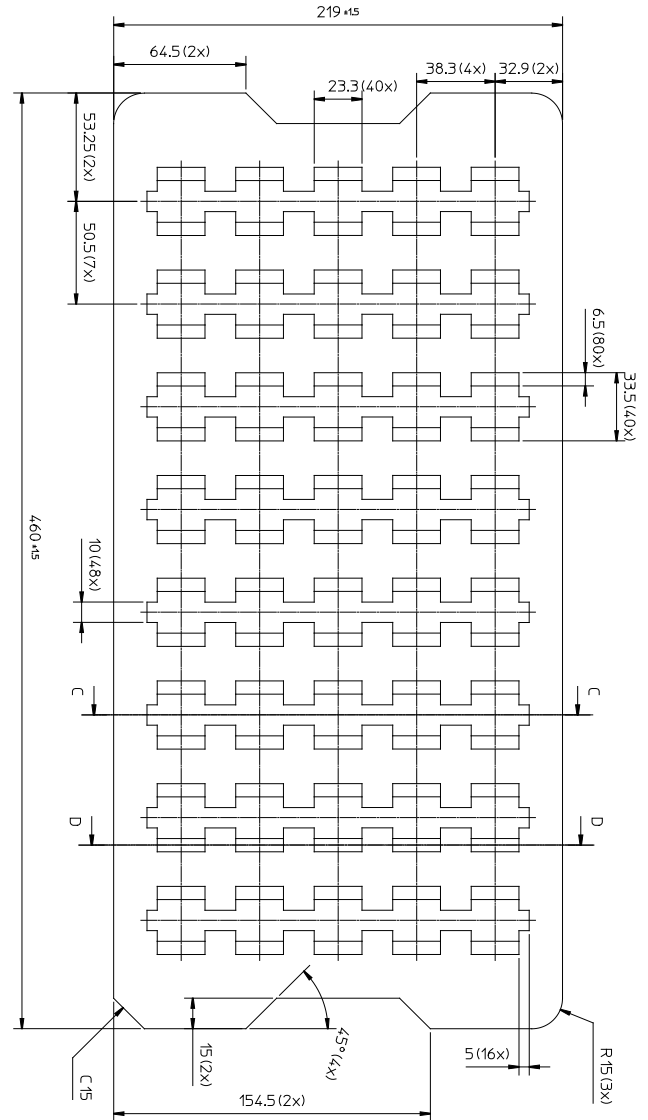 219 ±1.5
64.5 (2x)
38.3 (4x)
32.9 (2x)
23.3 (40x)
53.25 (2x)
50.5 (7x)
6.5 (80x)
33.5 (40x)
460 ±1.5
10 (48x)
C
C
D
D
45° (4x)
15 (2x)
5 (16x)
R 15 (3x)
C 15
154.5 (2x)